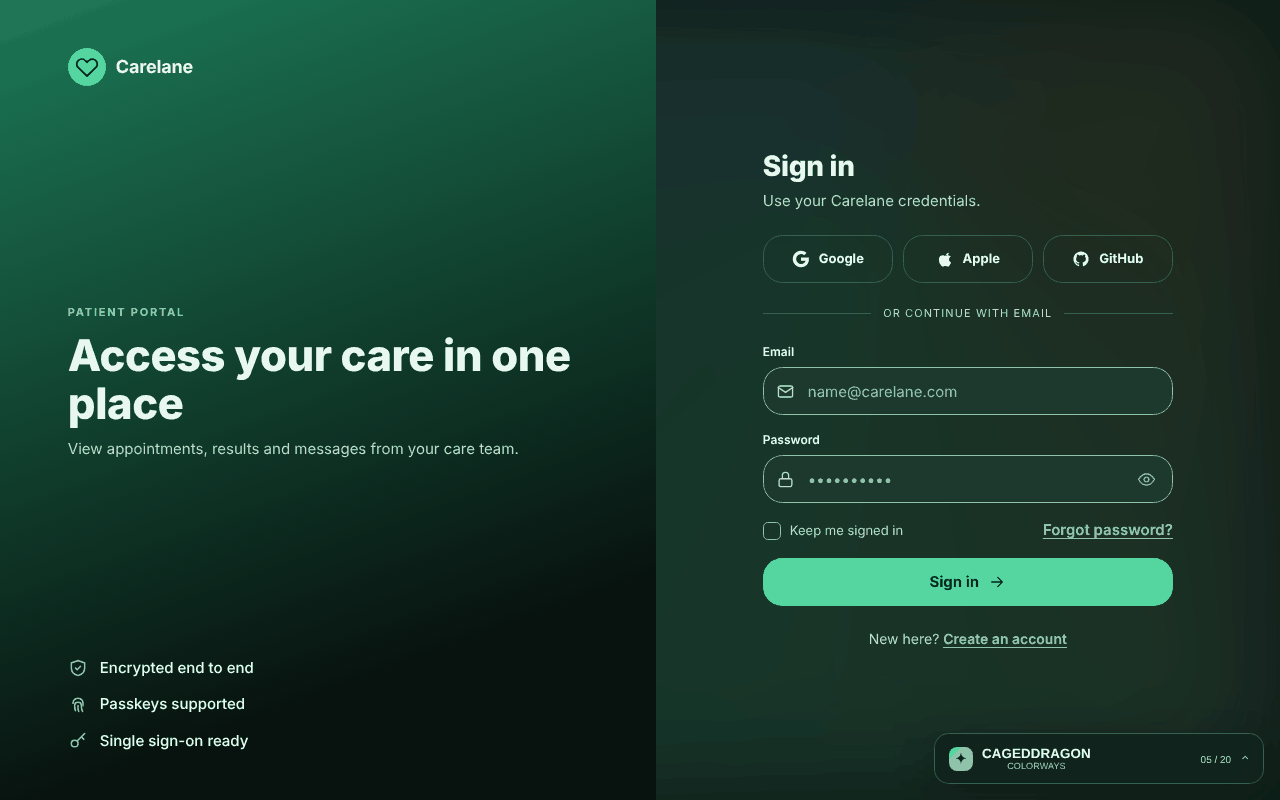 Carelane
PATIENT PORTAL
Access your care in one
place
View appointments, results and messages from your care team.
Encrypted end to end
Passkeys supported
Single sign-on ready
Sign in
Use your Carelane credentials.
Google
Apple
GitHub
OR CONTINUE WITH EMAIL
Email
name@carelane.com
Password
••••••••••
Keep me signed in
Forgot password?
Sign in →
New here? Create an account
CAGEDDRAGON
COLORWAYS
05 / 20